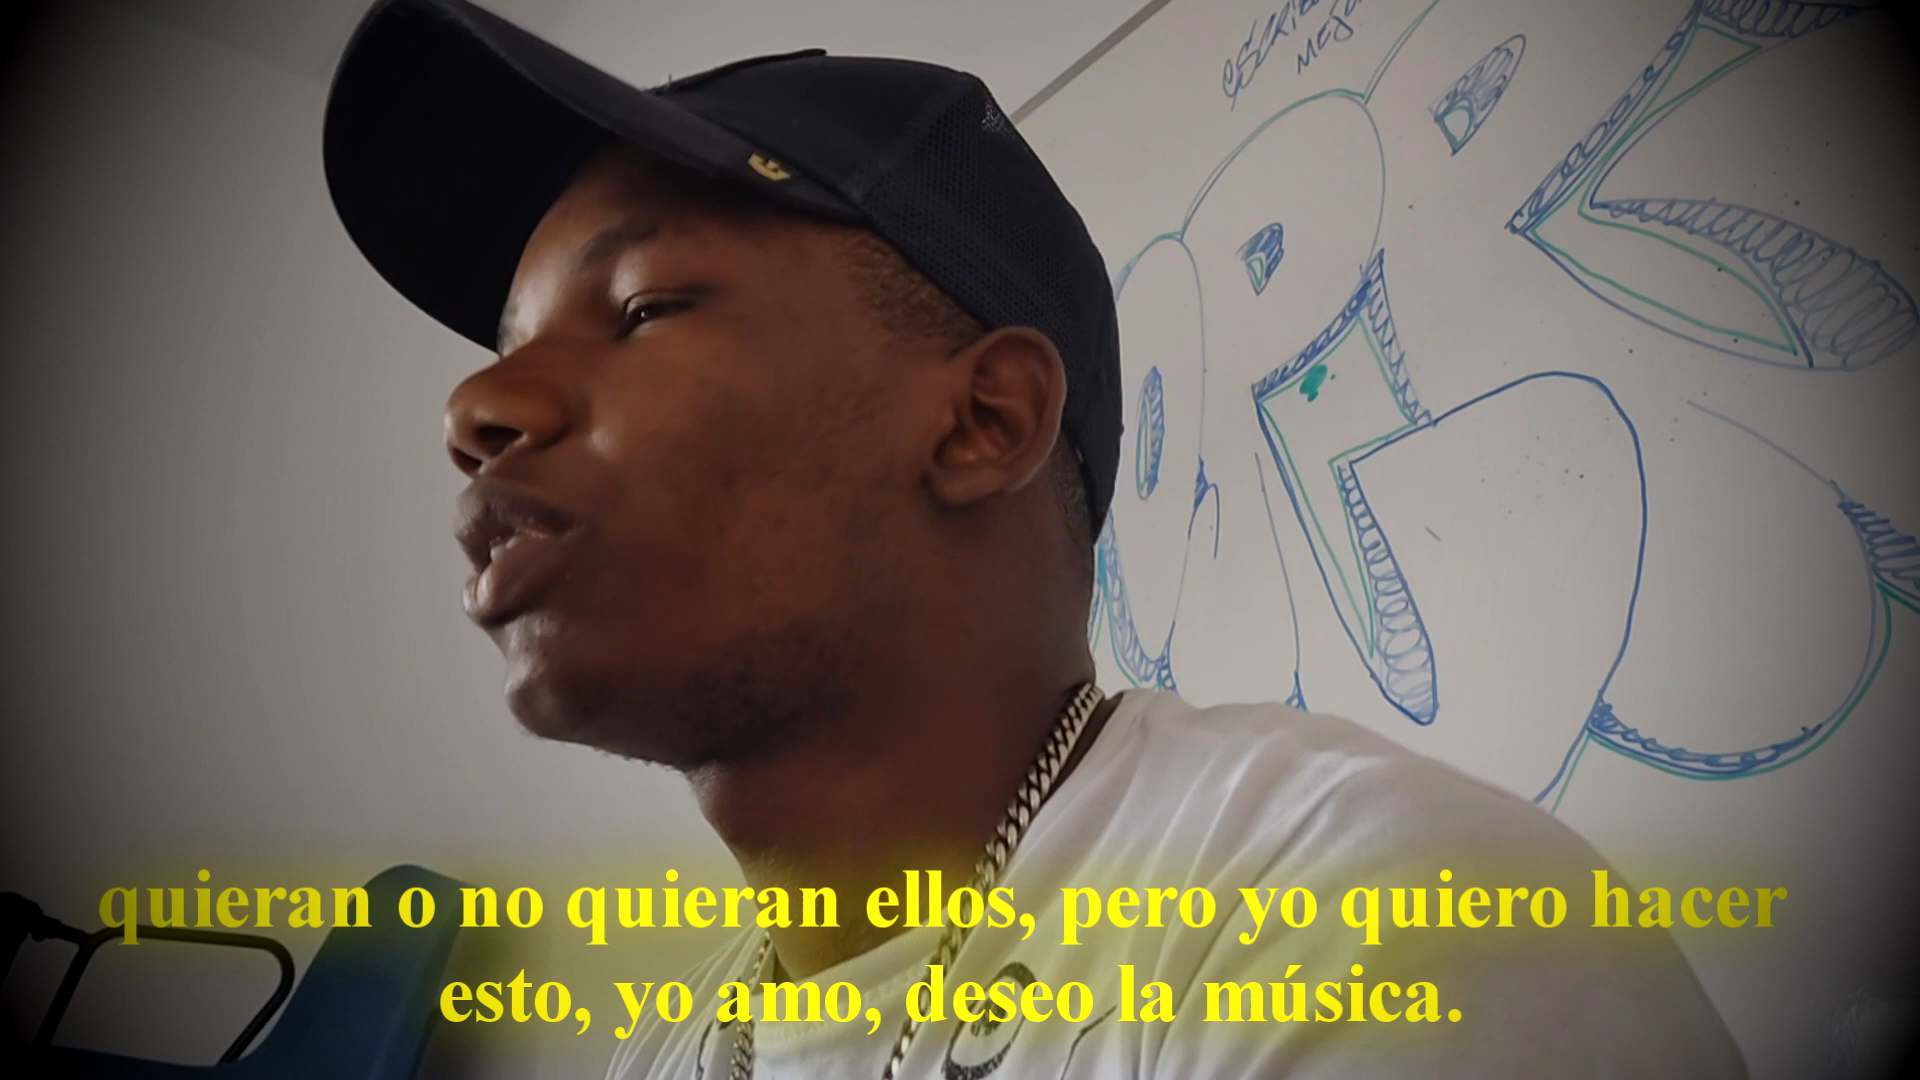 quieran o no quieran ellos, pero yo quiero hacer
esto, yo amo, deseo la música.